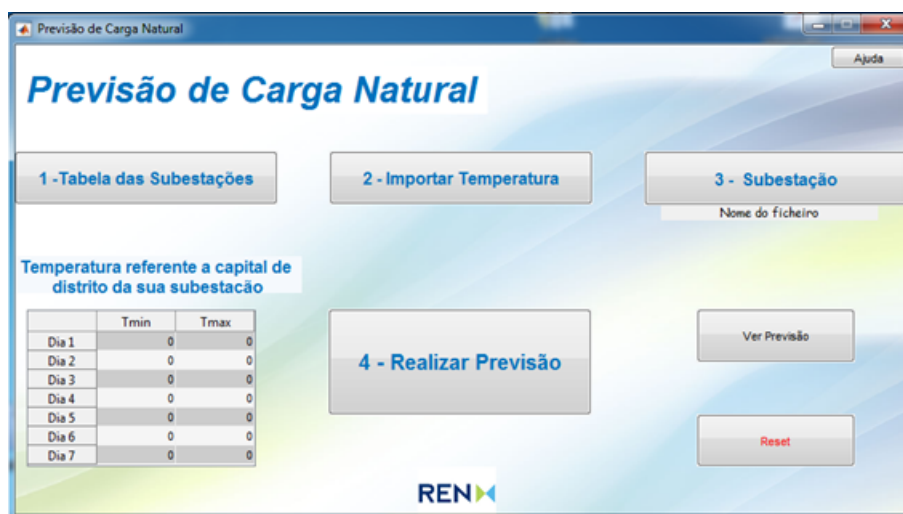 Previsão de Carga Natural
Ajuda
Previsão de Carga Natural
1 -Tabela das Subestações
2 - Importar Temperatura
3 - Subestação
Nome do ficheiro
Temperatura referente a capital de
distrito da sua subestacão
Tmin Tmax
Dia 1 0 0
Dia 2 0 0
Dia 3 0 0
Dia 4 0 0
Dia 5 0 0
Dia 6 0 0
Dia 7 0 0
4 - Realizar Previsão
Ver Previsão
Reset
REN